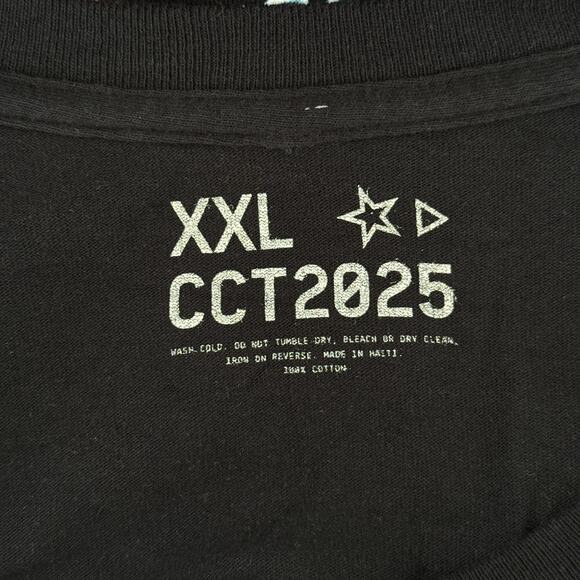 XXL
CCT2025
WASH COLD. DO NOT TUMBLE DRY, BLEACH OR DRY CLEAN.
IRON ON REVERSE. MADE IN HAITI.
100% COTTON